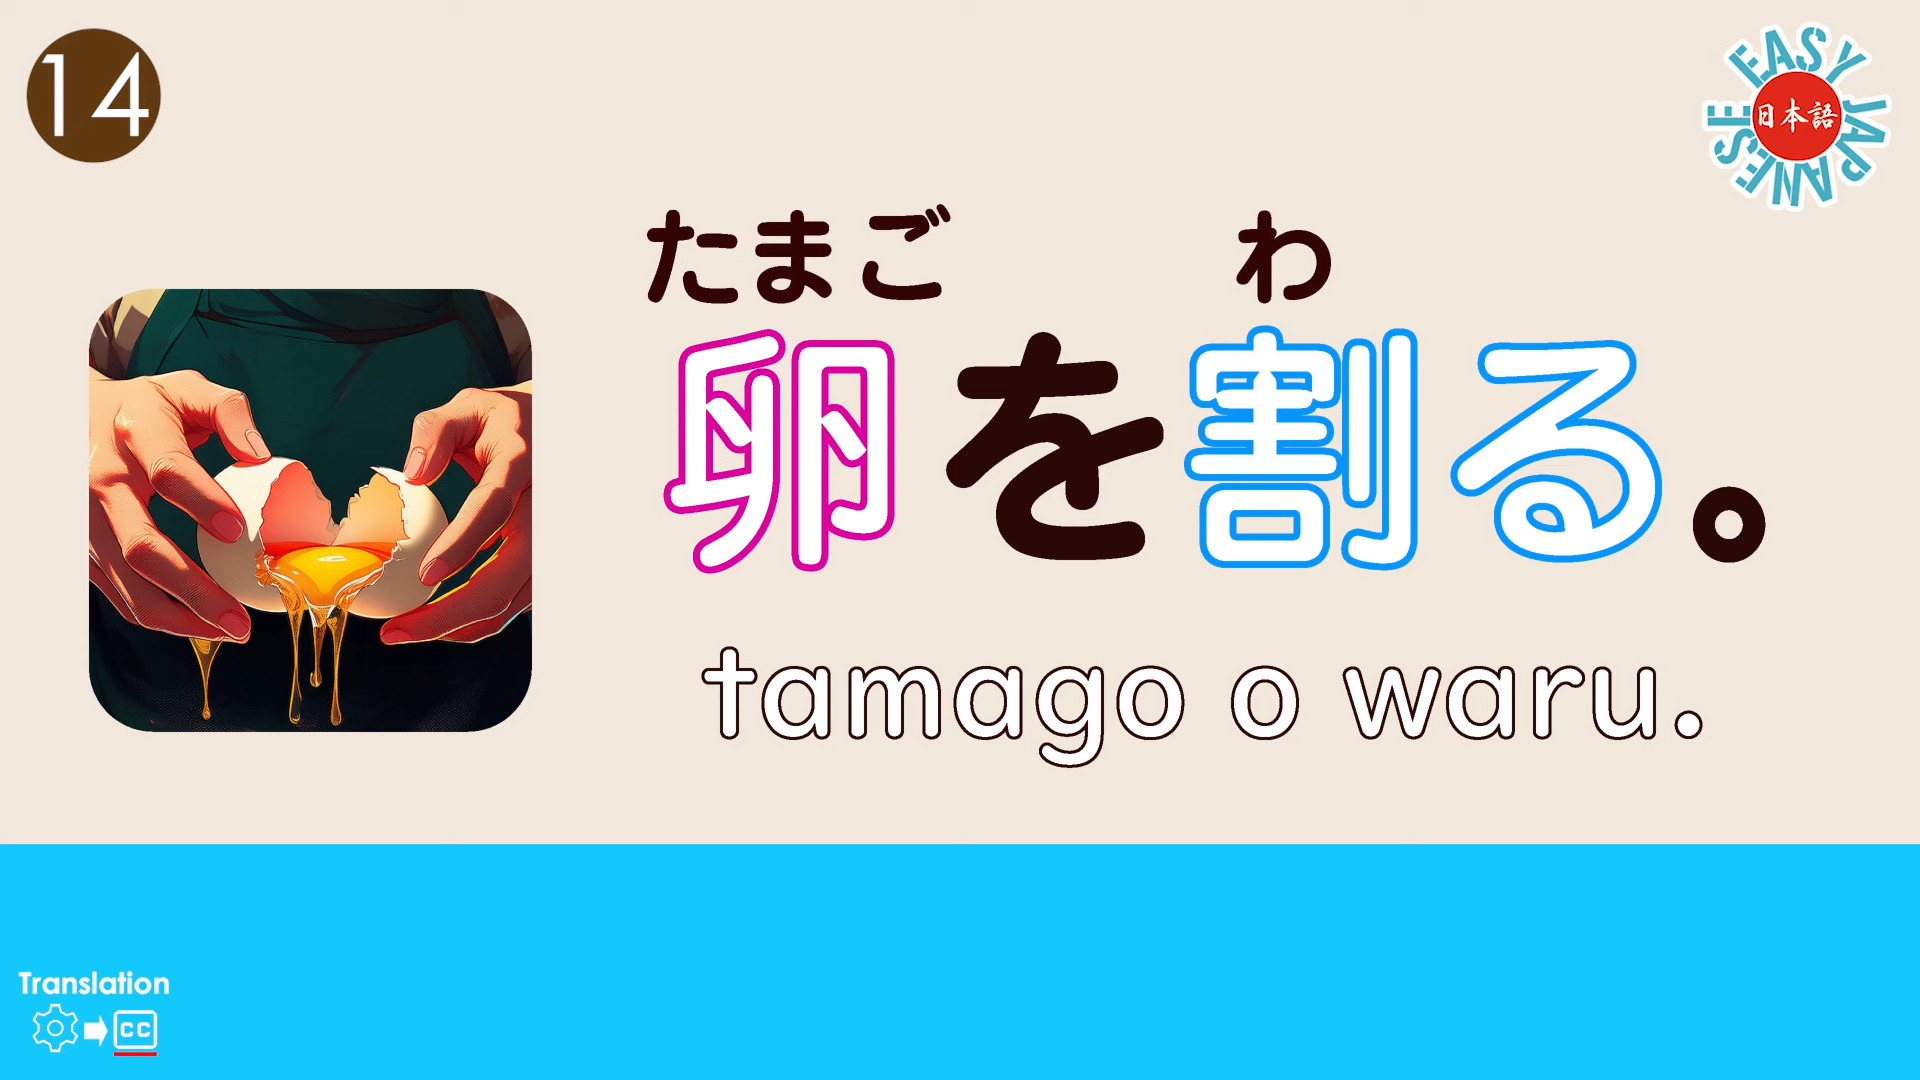 14
EASY JAPANESE
日本語
たまご わ
卵を割る。
tamago o waru.
Translation
CC